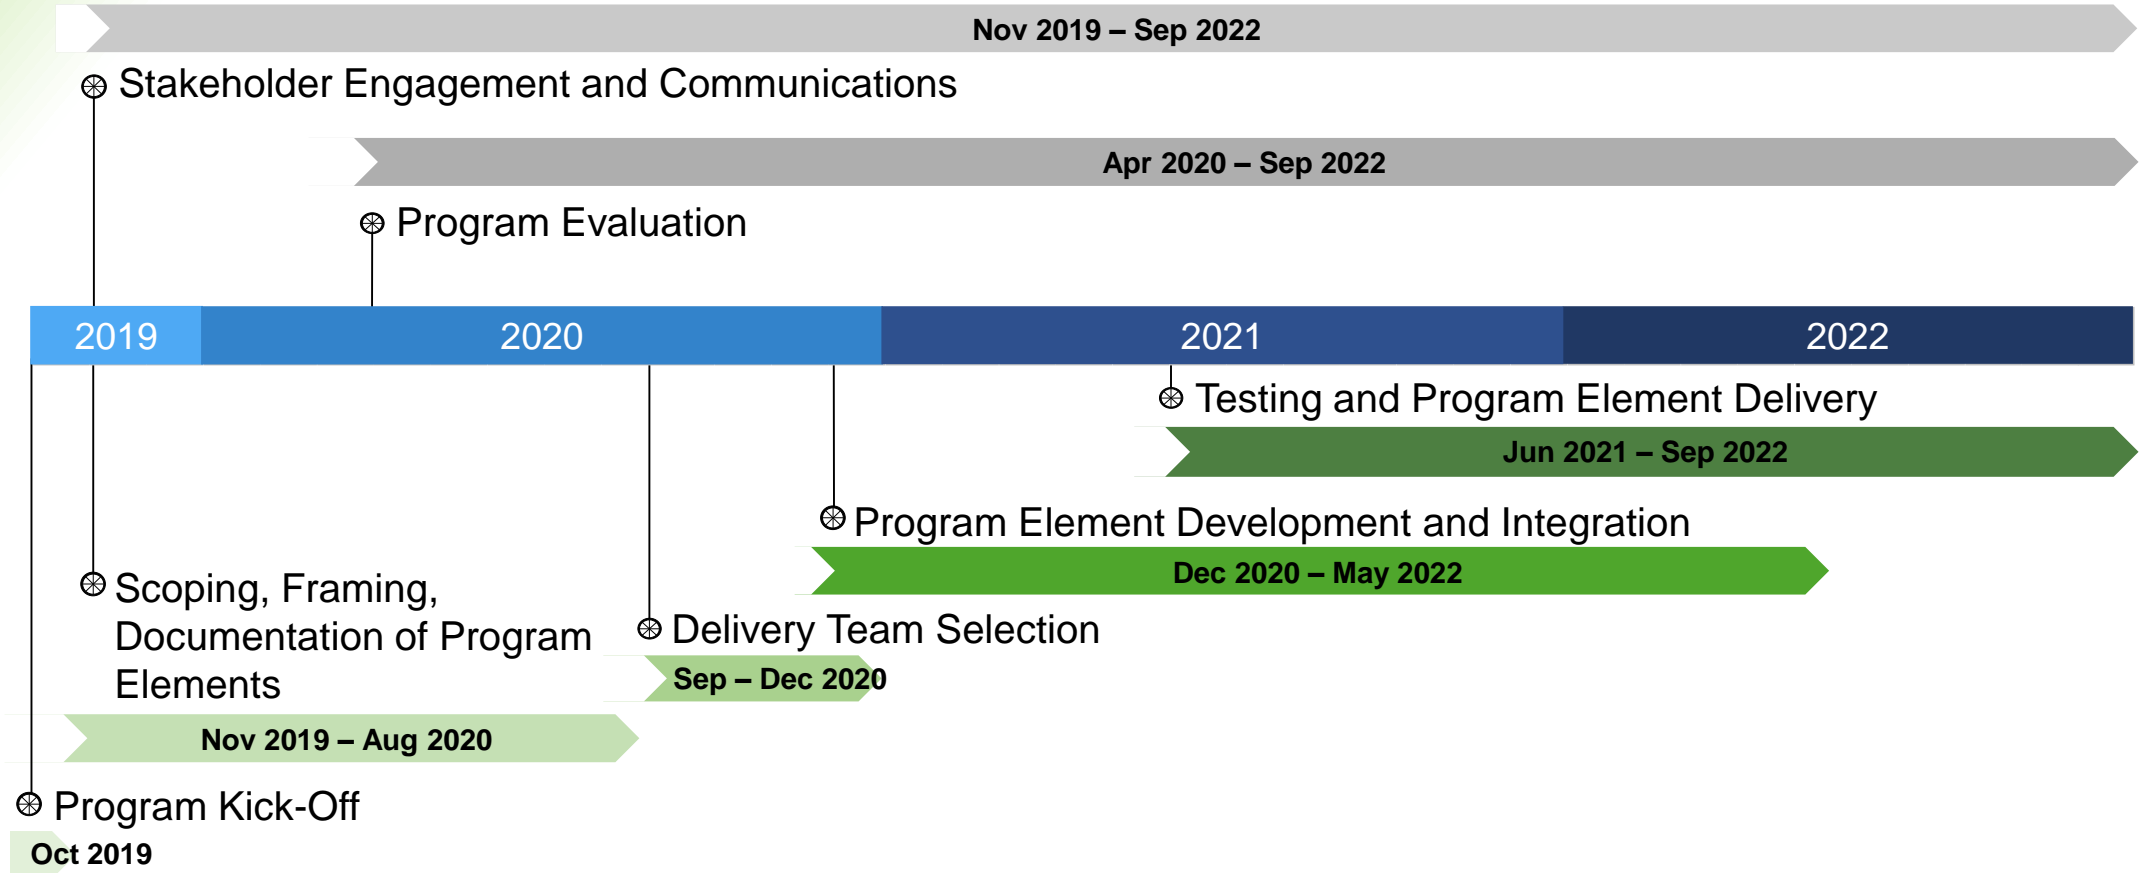 Nov 2019 – Sep 2022
Stakeholder Engagement and Communications
Apr 2020 – Sep 2022
Program Evaluation
2019
2020
2021
2022
Testing and Program Element Delivery
Jun 2021 – Sep 2022
Program Element Development and Integration
Dec 2020 – May 2022
Scoping, Framing,
Documentation of Program
Elements
Nov 2019 – Aug 2020
Delivery Team Selection
Sep – Dec 2020
Program Kick-Off
Oct 2019